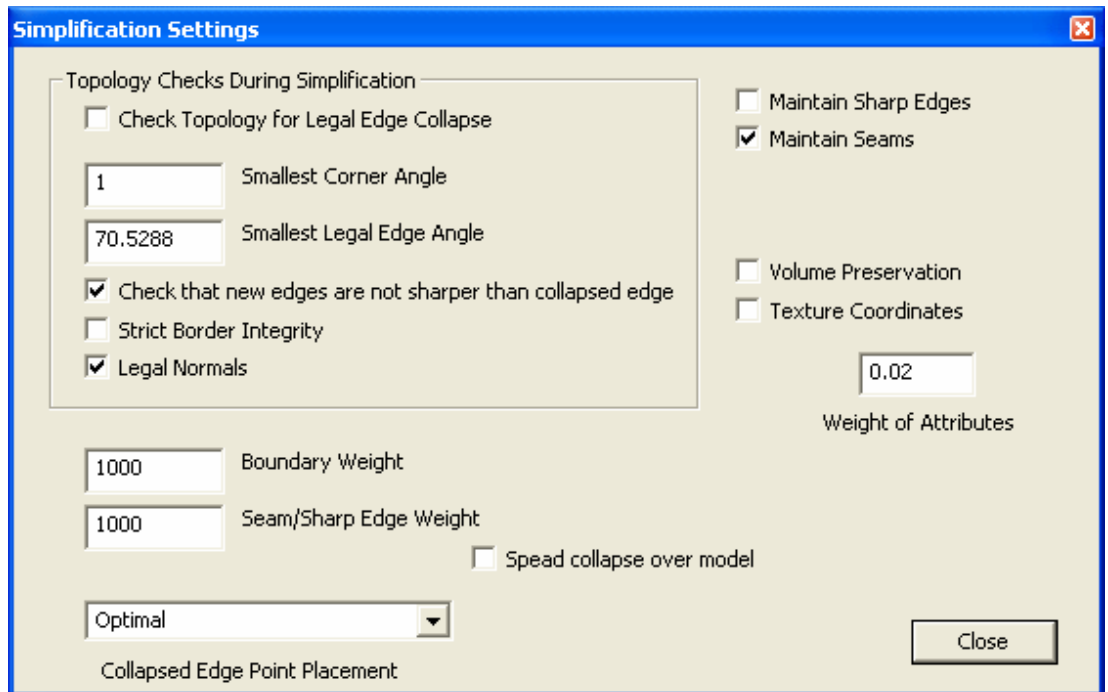 Simplification Settings
Topology Checks During Simplification
Check Topology for Legal Edge Collapse
1 Smallest Corner Angle
70.5288 Smallest Legal Edge Angle
Check that new edges are not sharper than collapsed edge
Strict Border Integrity
Legal Normals
Maintain Sharp Edges
Maintain Seams
Volume Preservation
Texture Coordinates
0.02
Weight of Attributes
1000 Boundary Weight
1000 Seam/Sharp Edge Weight
Spead collapse over model
Optimal
Collapsed Edge Point Placement
Close